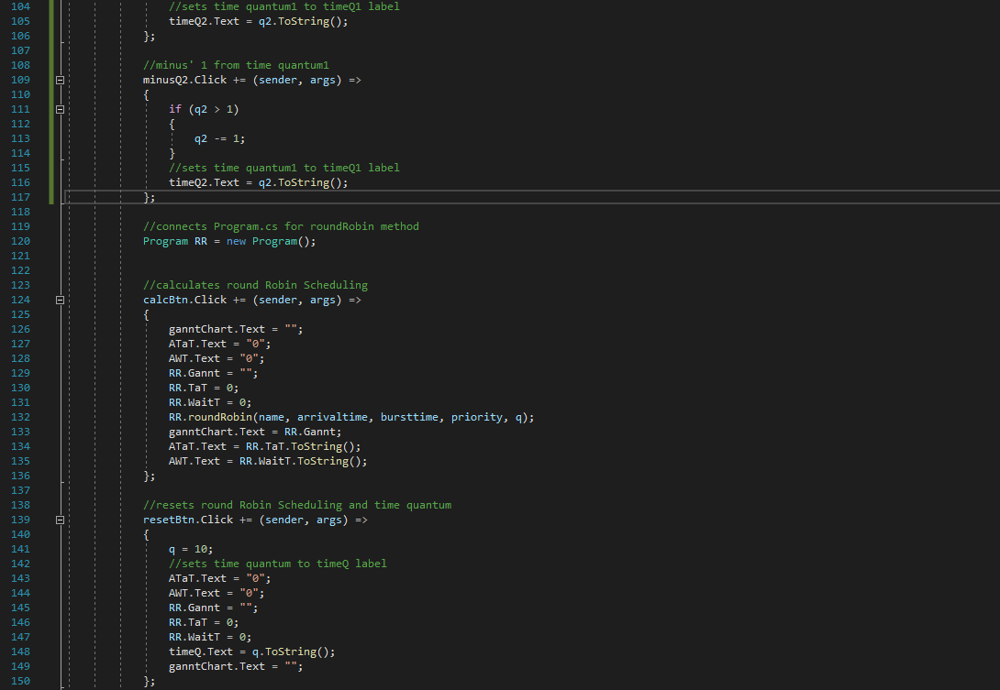 104 //sets time quantum1 to timeQ1 label
105 timeQ2.Text = q2.ToString();
106 };
107
108 //minus' 1 from time quantum1
109 minusQ2.Click += (sender, args) =>
110 {
111 if (q2 > 1)
112 {
113 q2 -= 1;
114 }
115 //sets time quantum1 to timeQ1 label
116 timeQ2.Text = q2.ToString();
117 };
118
119 //connects Program.cs for roundRobin method
120 Program RR = new Program();
121
122
123 //calculates round Robin Scheduling
124 calcBtn.Click += (sender, args) =>
125 {
126 ganntChart.Text = "";
127 ATaT.Text = "0";
128 AWT.Text = "0";
129 RR.Gannt = "";
130 RR.TaT = 0;
131 RR.WaitT = 0;
132 RR.roundRobin(name, arrivaltime, bursttime, priority, q);
133 ganntChart.Text = RR.Gannt;
134 ATaT.Text = RR.TaT.ToString();
135 AWT.Text = RR.WaitT.ToString();
136 };
137
138 //resets round Robin Scheduling and time quantum
139 resetBtn.Click += (sender, args) =>
140 {
141 q = 10;
142 //sets time quantum to timeQ label
143 ATaT.Text = "0";
144 AWT.Text = "0";
145 RR.Gannt = "";
146 RR.TaT = 0;
147 RR.WaitT = 0;
148 timeQ.Text = q.ToString();
149 ganntChart.Text = "";
150 };